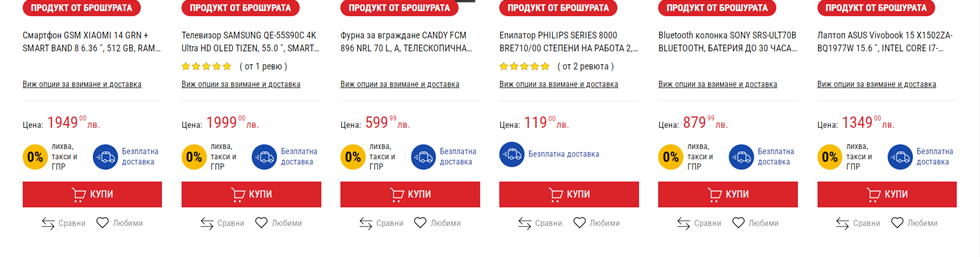 ПРОДУКТ ОТ БРОШУРАТА
Смартфон GSM XIAOMI 14 GRN +
SMART BAND 8 6.36 ", 512 GB, RAM...
Виж опции за взимане и доставка
Цена: 1949 00 лв.
0%
лихва,
такси и
ГПР
Безплатна
доставка
КУПИ
Сравни
Любими
ПРОДУКТ ОТ БРОШУРАТА
Телевизор SAMSUNG QE-55S90C 4K
Ultra HD OLED TIZEN, 55.0 ", SMART...
( от 1 ревю )
Виж опции за взимане и доставка
Цена: 1999 00 лв.
0%
лихва,
такси и
ГПР
Безплатна
доставка
КУПИ
Сравни
Любими
ПРОДУКТ ОТ БРОШУРАТА
Фурна за вграждане CANDY FCM
896 NRL 70 L, A, ТЕЛЕСКОПИЧНА...
Виж опции за взимане и доставка
Цена: 599 99 лв.
0%
лихва,
такси и
ГПР
Безплатна
доставка
КУПИ
Сравни
Любими
ПРОДУКТ ОТ БРОШУРАТА
Епилатор PHILIPS SERIES 8000
BRE710/00 СТЕПЕНИ НА РАБОТА 2,...
( от 2 ревюта )
Виж опции за взимане и доставка
Цена: 119 00 лв.
Безплатна доставка
КУПИ
Сравни
Любими
ПРОДУКТ ОТ БРОШУРАТА
Bluetooth колонка SONY SRS-ULT70B
BLUETOOTH, БАТЕРИЯ ДО 30 ЧАСА...
Виж опции за взимане и доставка
Цена: 879 99 лв.
0%
лихва,
такси и
ГПР
Безплатна
доставка
КУПИ
Сравни
Любими
ПРОДУКТ ОТ БРОШУРАТА
Лаптоп ASUS Vivobook 15 X1502ZA-
BQ1977W 15.6 ", INTEL CORE I7-...
Виж опции за взимане и доставка
Цена: 1349 00 лв.
0%
лихва,
такси и
ГПР
Безплатна
доставка
КУПИ
Сравни
Любими